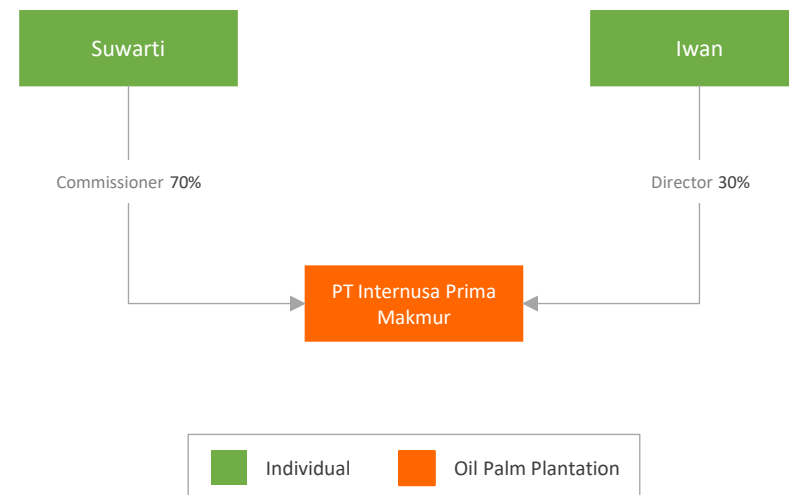 Suwarti
Iwan
Commissioner 70%
Director 30%
PT Internusa Prima
Makmur
Individual
Oil Palm Plantation